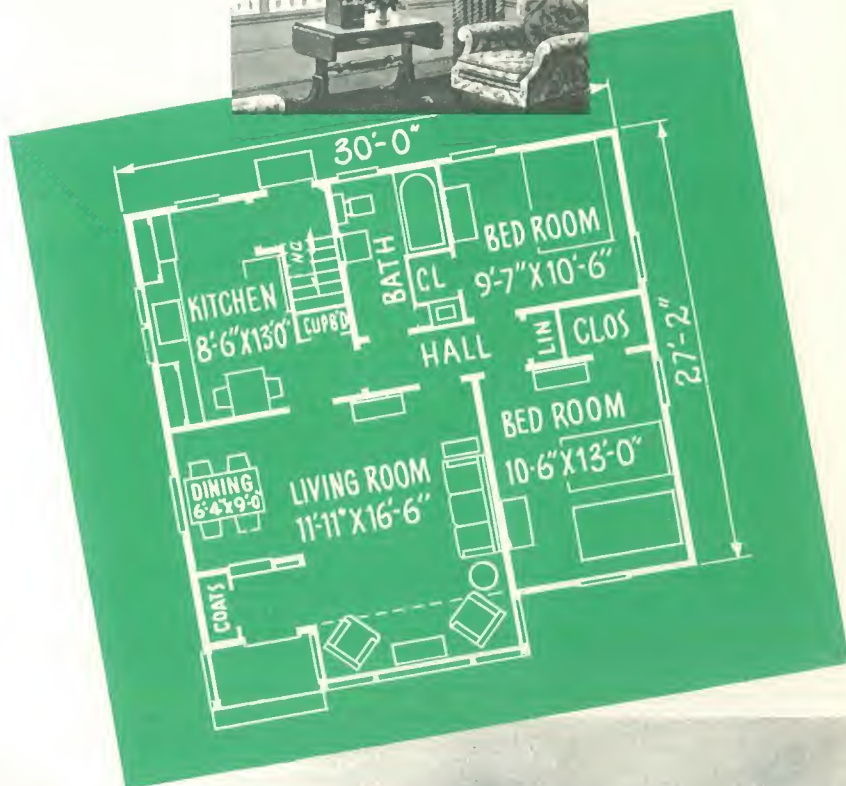 30'-0"
KITCHEN
8'-6"X13'0"
DN
CUPB'D
BATH
CL
BED ROOM
9'-7"X10'-6"
HALL
LIN
CLOS
27'-2"
DINING
6'-4"X9'-0
LIVING ROOM
11'-11"X16'-6"
BED ROOM
10'-6"X13'-0"
COATS